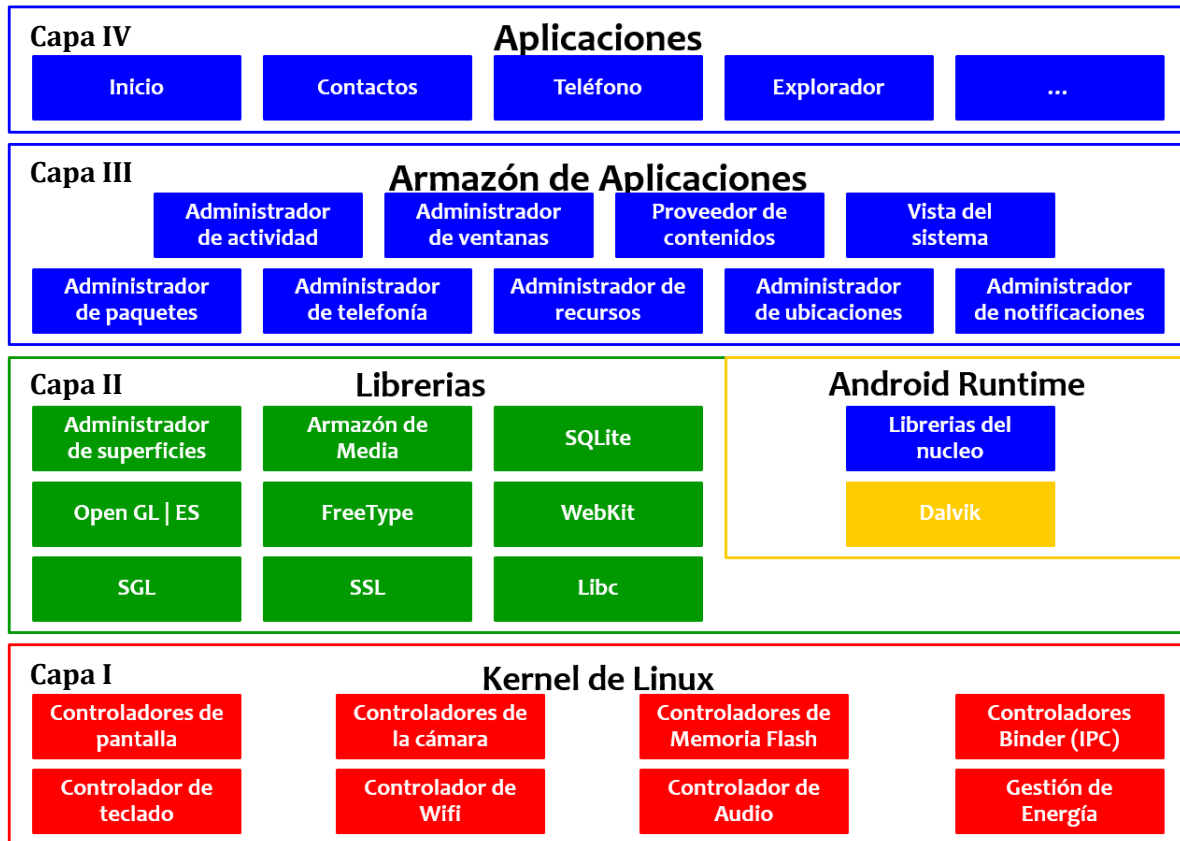 Capa IV
Aplicaciones
Inicio
Contactos
Teléfono
Explorador
...
Capa III
Armazón de Aplicaciones
Administrador
de actividad
Administrador
de ventanas
Proveedor de
contenidos
Vista del
sistema
Administrador
de paquetes
Administrador
de telefonía
Administrador de
recursos
Administrador
de ubicaciones
Administrador
de notificaciones
Capa II
Librerias
Administrador
de superficies
Armazón de
Media
SQLite
Open GL | ES
FreeType
WebKit
SGL
SSL
Libc
Android Runtime
Librerias del
nucleo
Dalvik
Capa I
Kernel de Linux
Controladores de
pantalla
Controladores de
la cámara
Controladores de
Memoria Flash
Controladores
Binder (IPC)
Controlador de
teclado
Controlador de
Wifi
Controlador de
Audio
Gestión de
Energía